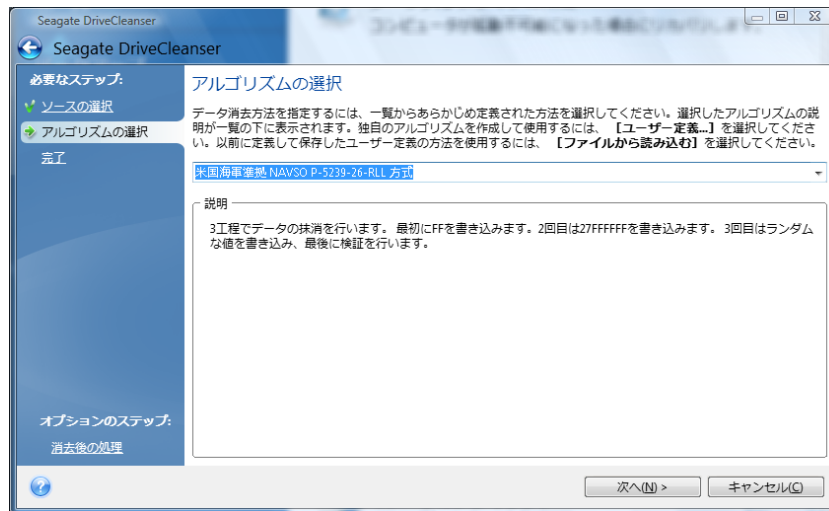 Seagate DriveCleanser
Seagate DriveCleanser
必要なステップ:
ソースの選択
アルゴリズムの選択
完了
アルゴリズムの選択
データ消去方法を指定するには、一覧からあらかじめ定義された方法を選択してください。選択したアルゴリズムの説
明が一覧の下に表示されます。独自のアルゴリズムを作成して使用するには、 【ユーザー定義...】 を選択してくださ
い。以前に定義して保存したユーザー定義の方法を使用するには、 【ファイルから読み込む】 を選択してください。
米国海軍準拠 NAVSO P-5239-26-RLL 方式
説明
3工程でデータの抹消を行います。 最初にFFを書き込みます。2回目は27FFFFFFを書き込みます。 3回目はランダム
な値を書き込み、最後に検証を行います。
オプションのステップ:
消去後の処理
次へ(N) >
キャンセル(C)